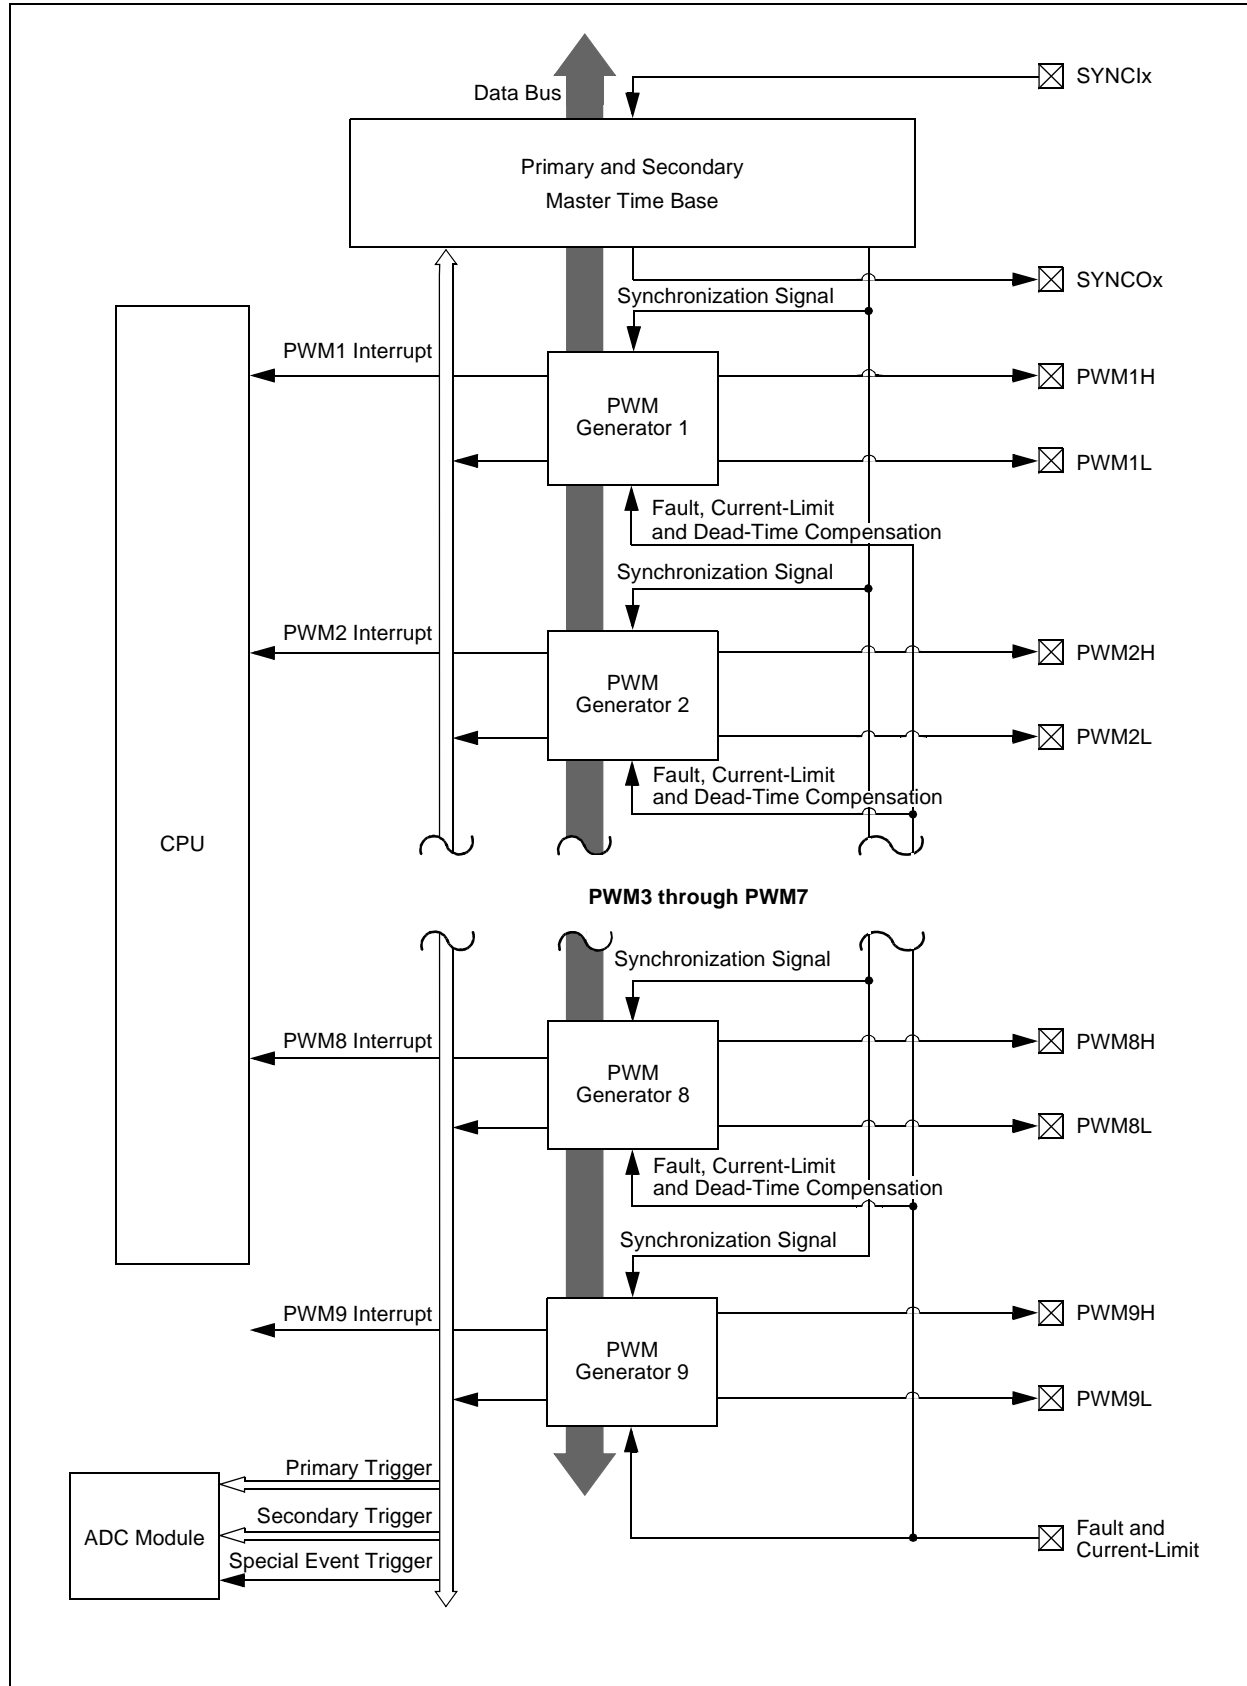 Data Bus
SYNCIx
Primary and Secondary
Master Time Base
SYNCOx
Synchronization Signal
PWM1 Interrupt
PWM
Generator 1
PWM1H
PWM1L
Fault, Current-Limit
and Dead-Time Compensation
Synchronization Signal
PWM2 Interrupt
PWM
Generator 2
PWM2H
PWM2L
Fault, Current-Limit
and Dead-Time Compensation
CPU
PWM3 through PWM7
Synchronization Signal
PWM8 Interrupt
PWM
Generator 8
PWM8H
PWM8L
Fault, Current-Limit
and Dead-Time Compensation
Synchronization Signal
PWM9 Interrupt
PWM
Generator 9
PWM9H
PWM9L
Primary Trigger
Secondary Trigger
Special Event Trigger
ADC Module
Fault and
Current-Limit